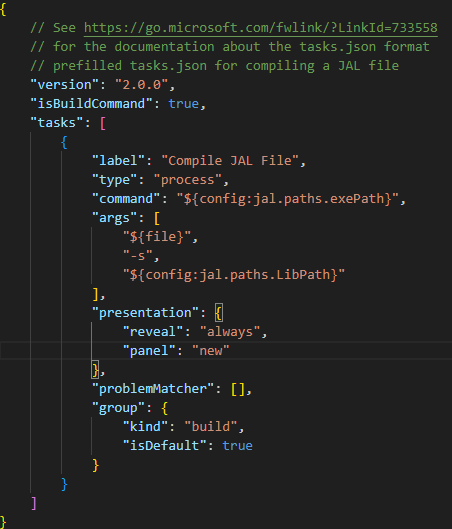 {
// See https://go.microsoft.com/fwlink/?LinkId=733558
// for the documentation about the tasks.json format
// prefilled tasks.json for compiling a JAL file
"version": "2.0.0",
"isBuildCommand": true,
"tasks": [
{
"label": "Compile JAL File",
"type": "process",
"command": "${config:jal.paths.exePath}",
"args": [
"${file}",
"-s",
"${config:jal.paths.LibPath}"
],
"presentation": {
"reveal": "always",
"panel": "new"
},
"problemMatcher": [],
"group": {
"kind": "build",
"isDefault": true
}
}
]
}